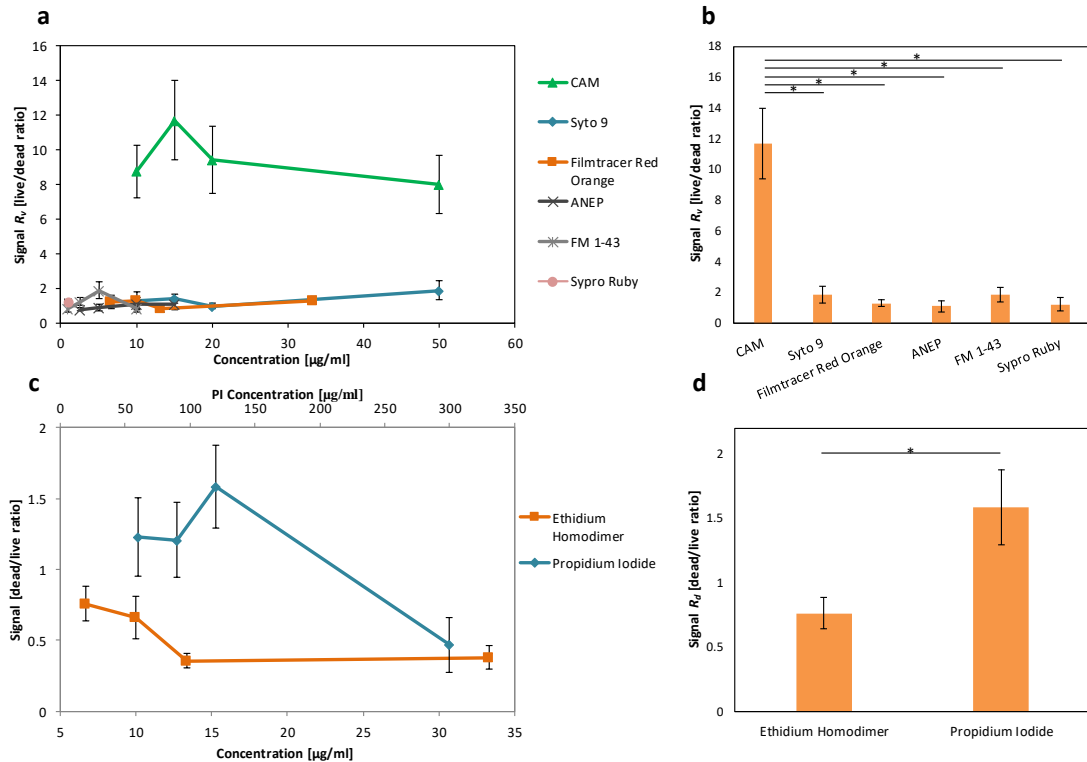 a
16
14
12
10
8
6
4
2
0
Signal Rv [live/dead ratio]
0 10 20 30 40 50 60
Concentration [µg/ml]
CAM
Syto 9
Filmtracer Red
Orange
ANEP
FM 1-43
Sypro Ruby
b
18
16
14
12
10
8
6
4
2
0
Signal Rv [live/dead ratio]
*
*
*
* *
CAM
Syto 9
Filmtracer Red Orange
ANEP
FM 1-43
Sypro Ruby
c
PI Concentration [µg/ml]
0 50 100 150 200 250 300 350
2
1.5
1
0.5
0
Signal [dead/live ratio]
5 10 15 20 25 30 35
Concentration [µg/ml]
Ethidium
Homodimer
Propidium Iodide
d
2
1.5
1
0.5
0
Signal Rd [dead/live ratio]
*
Ethidium Homodimer Propidium Iodide